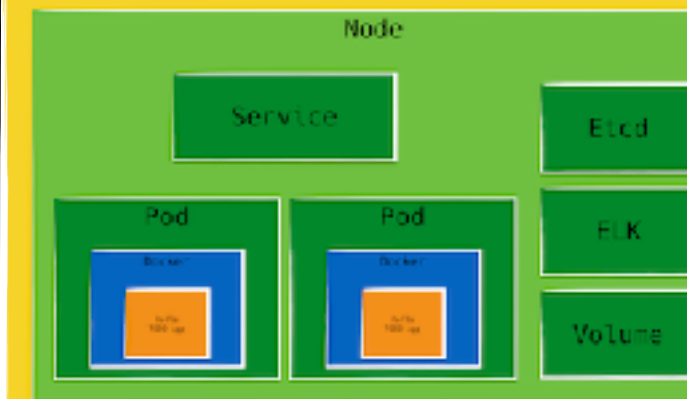 Node
Service
Etcd
Pod
Pod
ELK
Docker
Docker
Volume